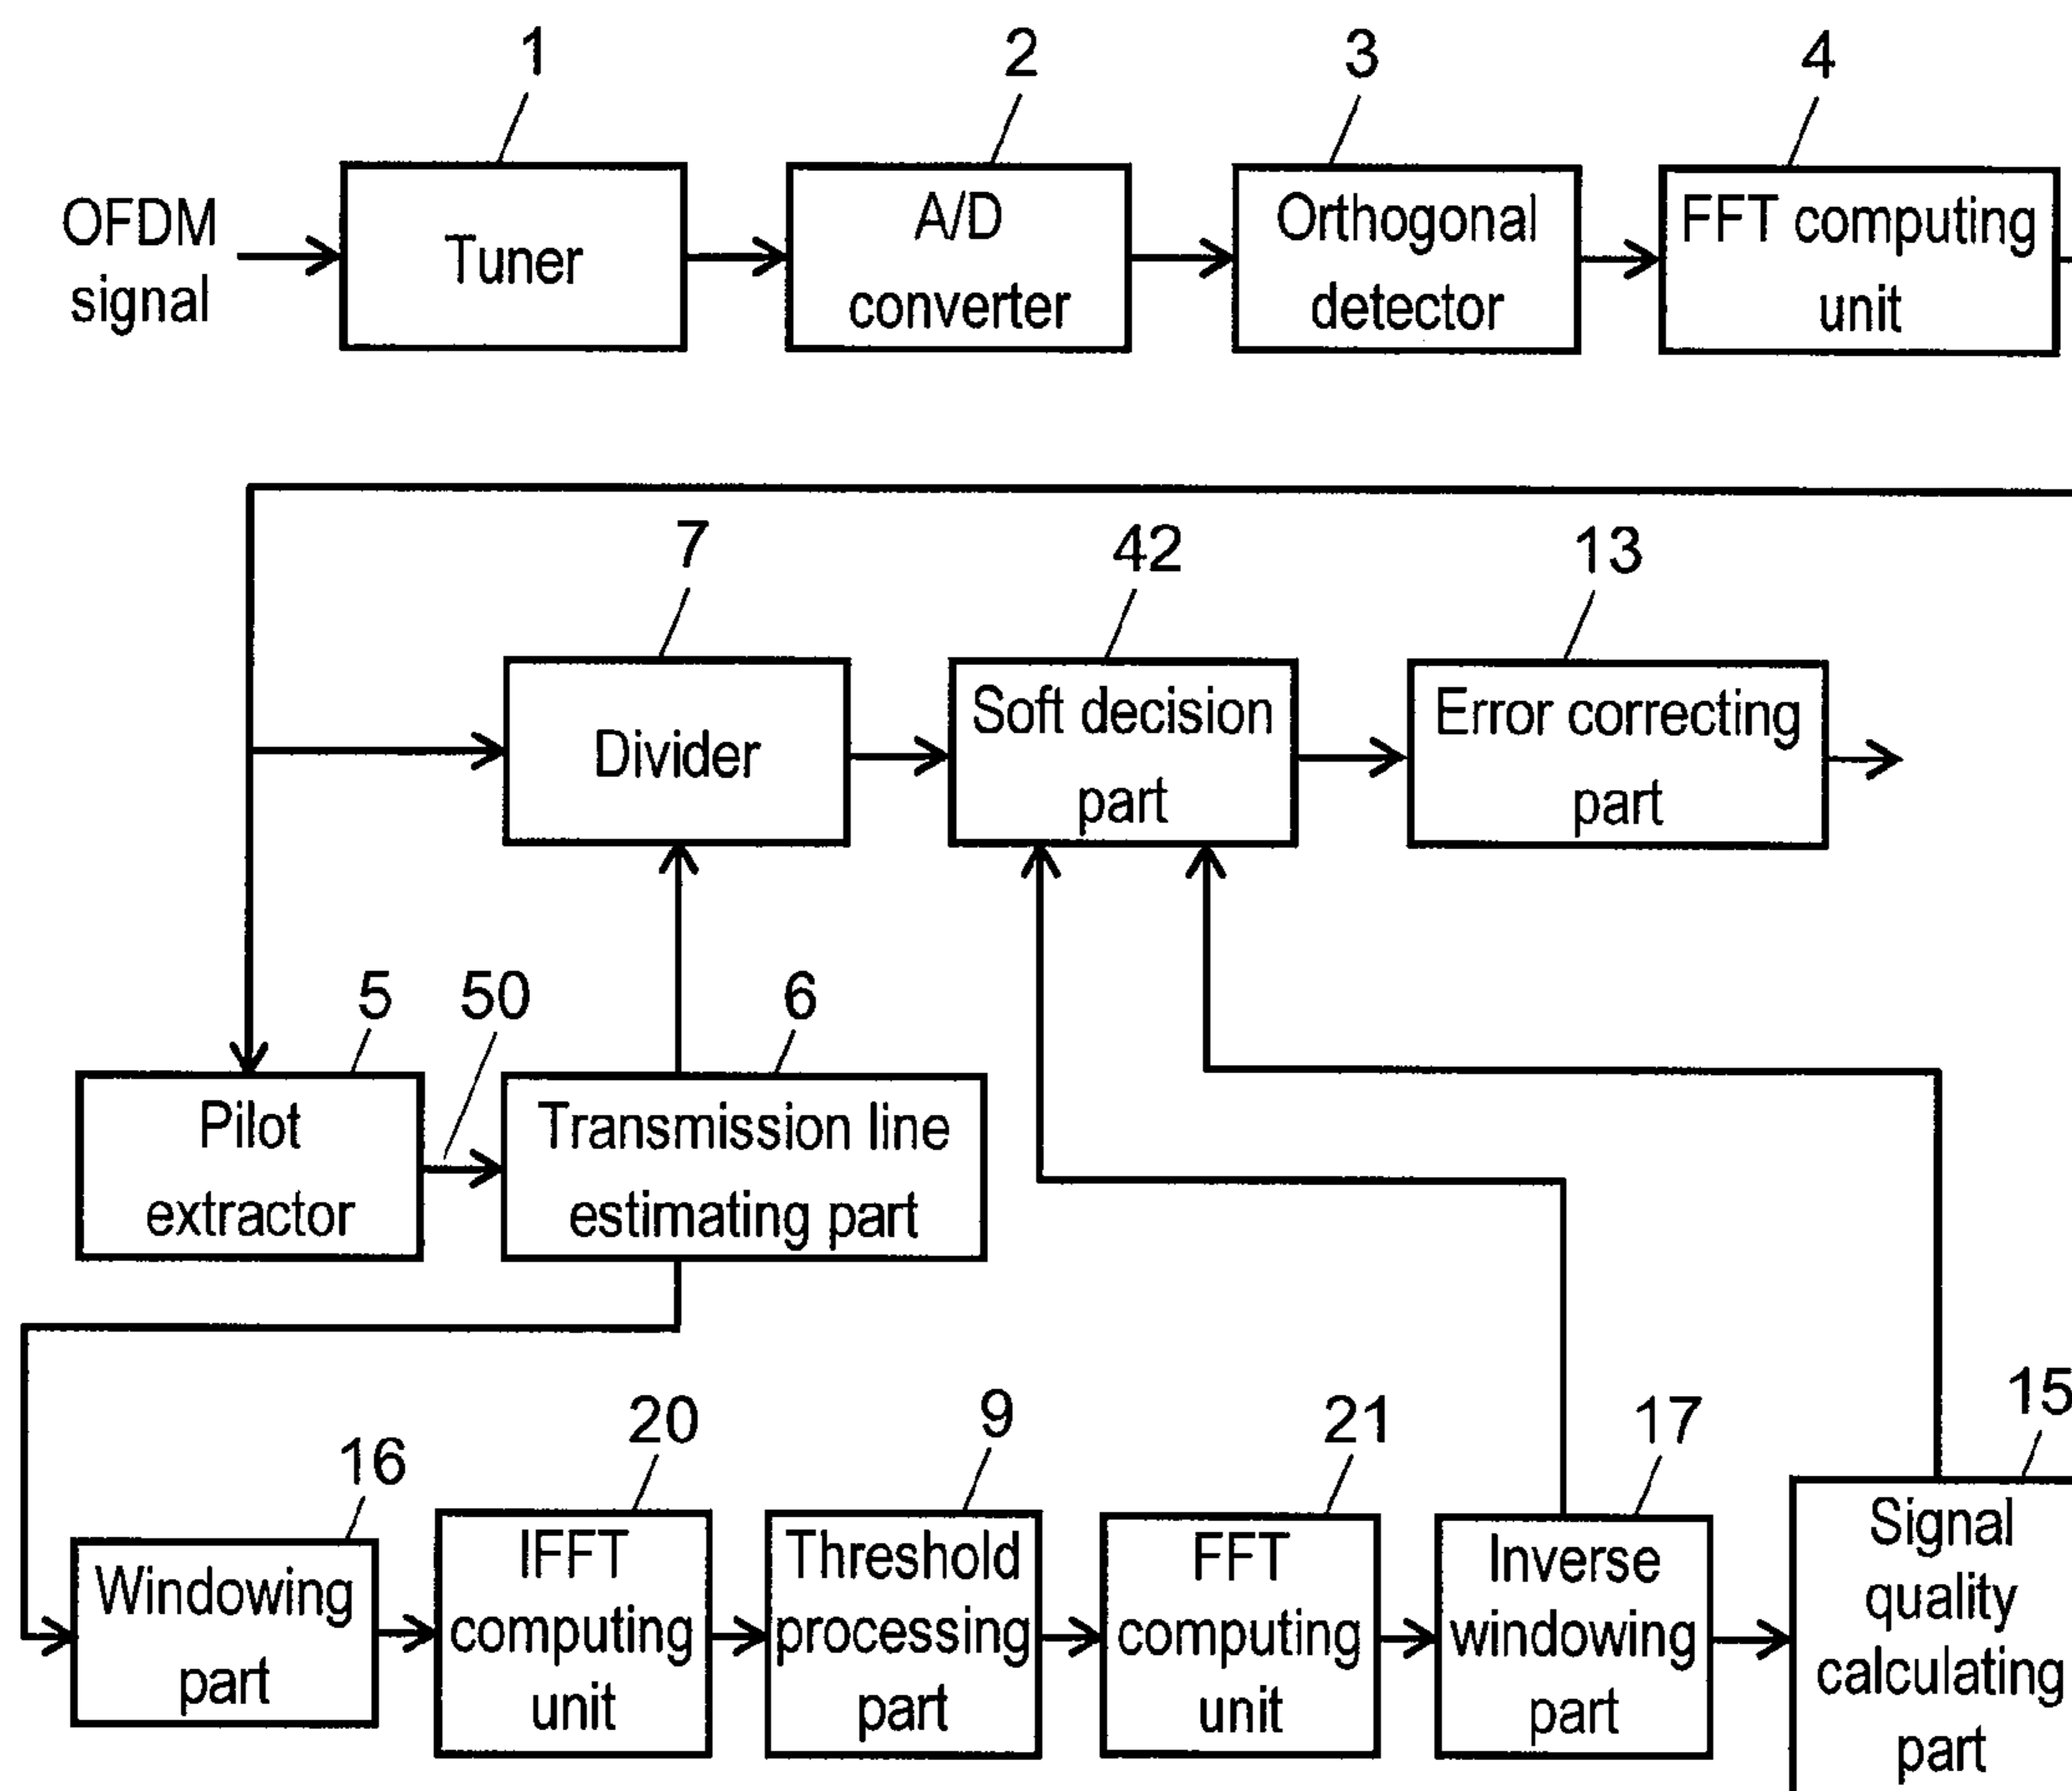 1
2
3
4
OFDM
signal
Tuner
A/D
converter
Orthogonal
detector
FFT computing
unit
7
42
13
Divider
Soft decision
part
Error correcting
part
5
50
6
Pilot
extractor
Transmission line
estimating part
16
20
9
21
17
15
Windowing
part
IFFT
computing
unit
Threshold
processing
part
FFT
computing
unit
Inverse
windowing
part
Signal
quality
calculating
part